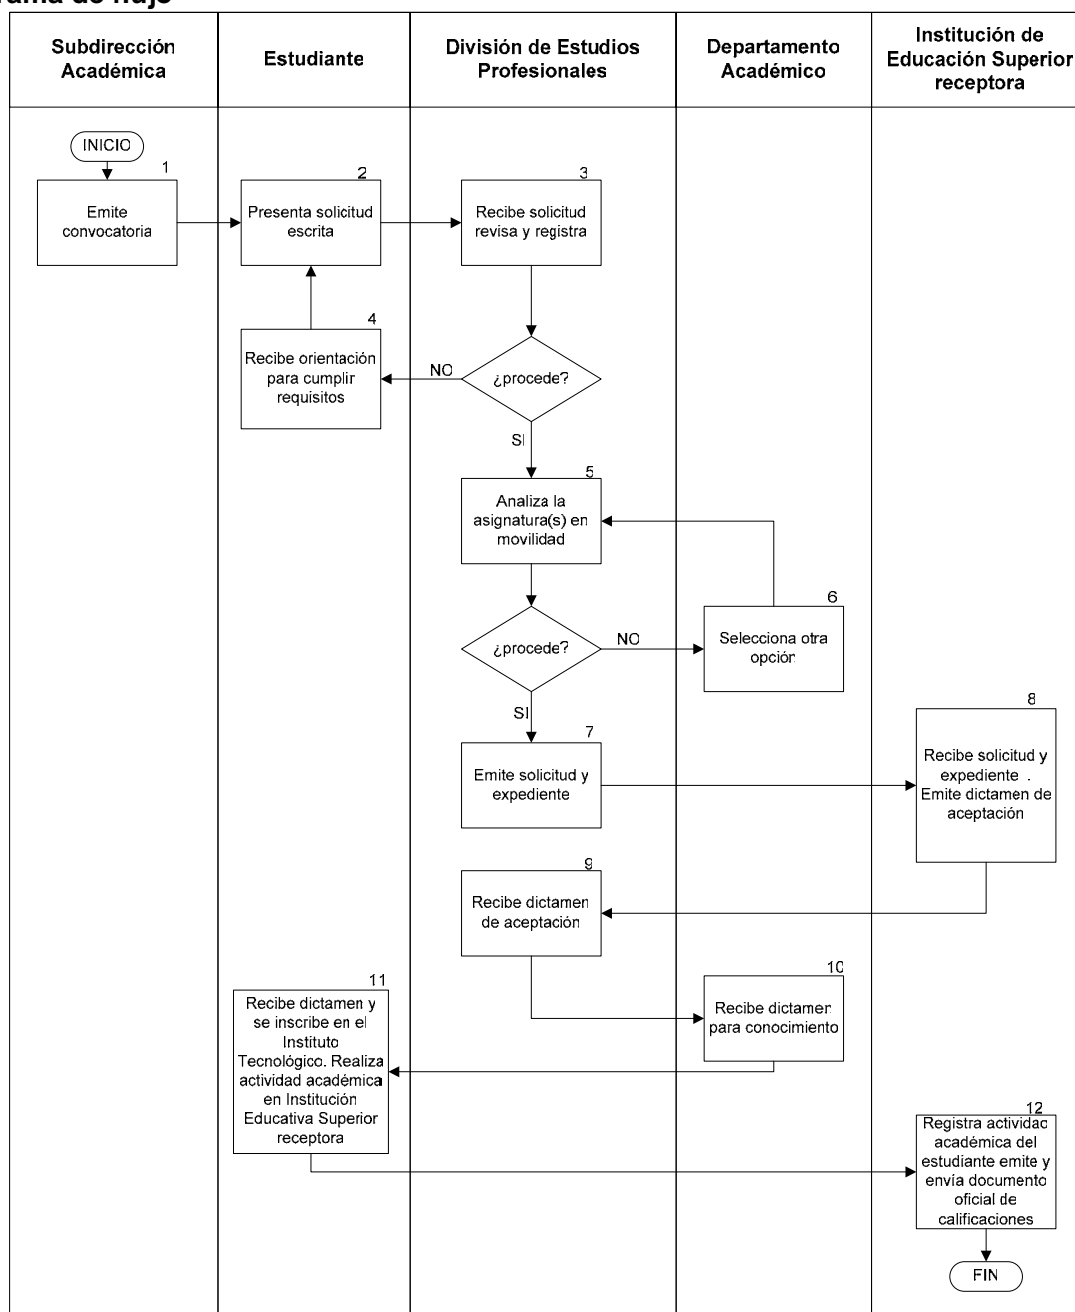 Subdirección
Académica
Estudiante
División de Estudios
Profesionales
Departamento
Académico
Institución de
Educación Superior
receptora
INICIO
1
Emite
convocatoria
2
Presenta solicitud
escrita
3
Recibe solicitud
revisa y registra
4
Recibe orientación
para cumplir
requisitos
NO
¿procede?
SI
5
Analiza la
asignatura(s) en
movilidad
¿procede?
NO
6
Selecciona otra
opción
SI
7
Emite solicitud y
expediente
8
Recibe solicitud y
expediente .
Emite dictamen de
aceptación
9
Recibe dictamen
de aceptación
10
Recibe dictamen
para conocimiento
11
Recibe dictamen y
se inscribe en el
Instituto
Tecnológico. Realiza
actividad académica
en Institución
Educativa Superior
receptora
12
Registra actividad
académica del
estudiante emite y
envía documento
oficial de
calificaciones
FIN